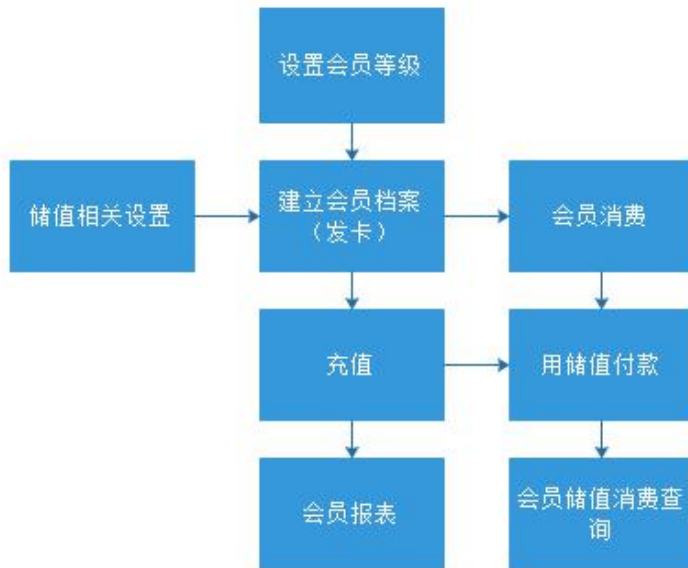 设置会员等级
储值相关设置
建立会员档案
（发卡）
会员消费
充值
用储值付款
会员报表
会员储值消费查
询